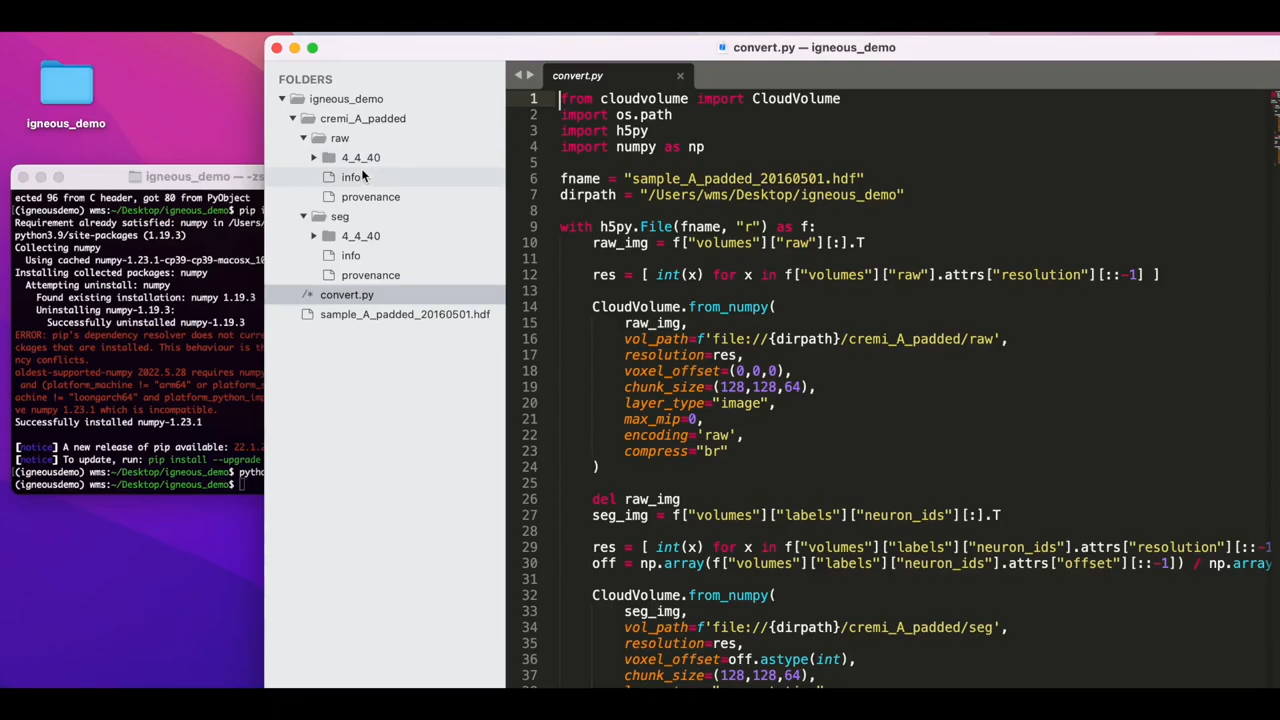 convert.py — igneous_demo
igneous_demo
igneous_demo — -zs
ected 96 from C header, got 80 from PyObject
(igneousdemo) wms:~/Desktop/igneous_demo$ pip i
Requirement already satisfied: numpy in /Users/
python3.9/site-packages (1.19.3)
Collecting numpy
Using cached numpy-1.23.1-cp39-cp39-macosx_10
Installing collected packages: numpy
Attempting uninstall: numpy
Found existing installation: numpy 1.19.3
Uninstalling numpy-1.19.3:
Successfully uninstalled numpy-1.19.3
ERROR: pip's dependency resolver does not curre
ckages that are installed. This behaviour is th
ncy conflicts.
oldest-supported-numpy 2022.5.28 requires numpy
and (platform_machine != "arm64" or platform_s
achine != "loongarch64" and platform_python_imp
ve numpy 1.23.1 which is incompatible.
Successfully installed numpy-1.23.1
[notice] A new release of pip available: 22.1.2
[notice] To update, run: pip install --upgrade
(igneousdemo) wms:~/Desktop/igneous_demo$ pytho
(igneousdemo) wms:~/Desktop/igneous_demo$
FOLDERS
igneous_demo
cremi_A_padded
raw
4_4_40
info
provenance
seg
4_4_40
info
provenance
/* convert.py
sample_A_padded_20160501.hdf
convert.py ×
1 from cloudvolume import CloudVolume
2 import os.path
3 import h5py
4 import numpy as np
5
6 fname = "sample_A_padded_20160501.hdf"
7 dirpath = "/Users/wms/Desktop/igneous_demo"
8
9 with h5py.File(fname, "r") as f:
10 raw_img = f["volumes"]["raw"][:].T
11
12 res = [ int(x) for x in f["volumes"]["raw"].attrs["resolution"][::-1] ]
13
14 CloudVolume.from_numpy(
15 raw_img,
16 vol_path=f'file://{dirpath}/cremi_A_padded/raw',
17 resolution=res,
18 voxel_offset=(0,0,0),
19 chunk_size=(128,128,64),
20 layer_type="image",
21 max_mip=0,
22 encoding='raw',
23 compress="br"
24 )
25
26 del raw_img
27 seg_img = f["volumes"]["labels"]["neuron_ids"][:].T
28
29 res = [ int(x) for x in f["volumes"]["labels"]["neuron_ids"].attrs["resolution"][::-1
30 off = np.array(f["volumes"]["labels"]["neuron_ids"].attrs["offset"][::-1]) / np.array
31
32 CloudVolume.from_numpy(
33 seg_img,
34 vol_path=f'file://{dirpath}/cremi_A_padded/seg',
35 resolution=res,
36 voxel_offset=off.astype(int),
37 chunk_size=(128,128,64),